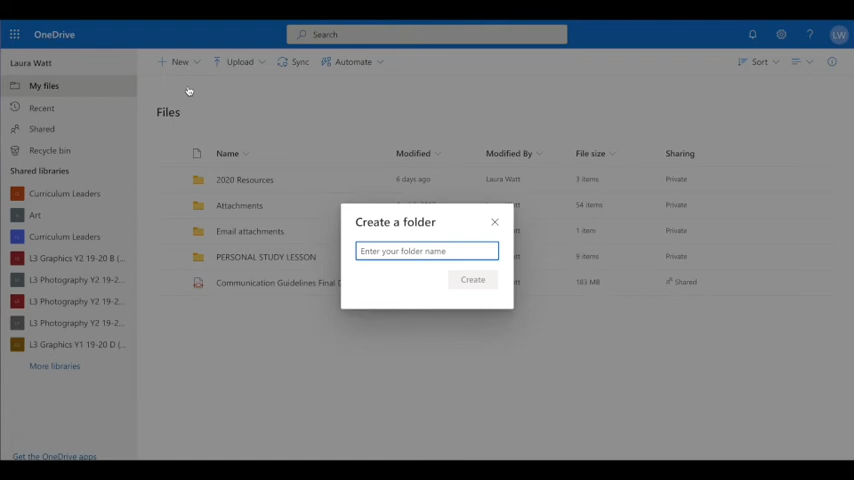 OneDrive
Search
LW
Laura Watt
New
Upload
Sync
Automate
Sort
My files
Recent
Shared
Recycle bin
Shared libraries
Curriculum Leaders
Art
Curriculum Leaders
L3 Graphics Y2 19-20 B (...
L3 Photography Y2 19-2...
L3 Photography Y2 19-2...
L3 Photography Y2 19-2...
L3 Graphics Y1 19-20 D (...
More libraries
Get the OneDrive apps
Files
Name Modified Modified By File size Sharing
2020 Resources 6 days ago Laura Watt 3 items Private
Attachments 54 items Private
Email attachments 1 item Private
PERSONAL STUDY LESSON 9 items Private
Communication Guidelines Final 183 MB Shared
Create a folder
Enter your folder name
Create